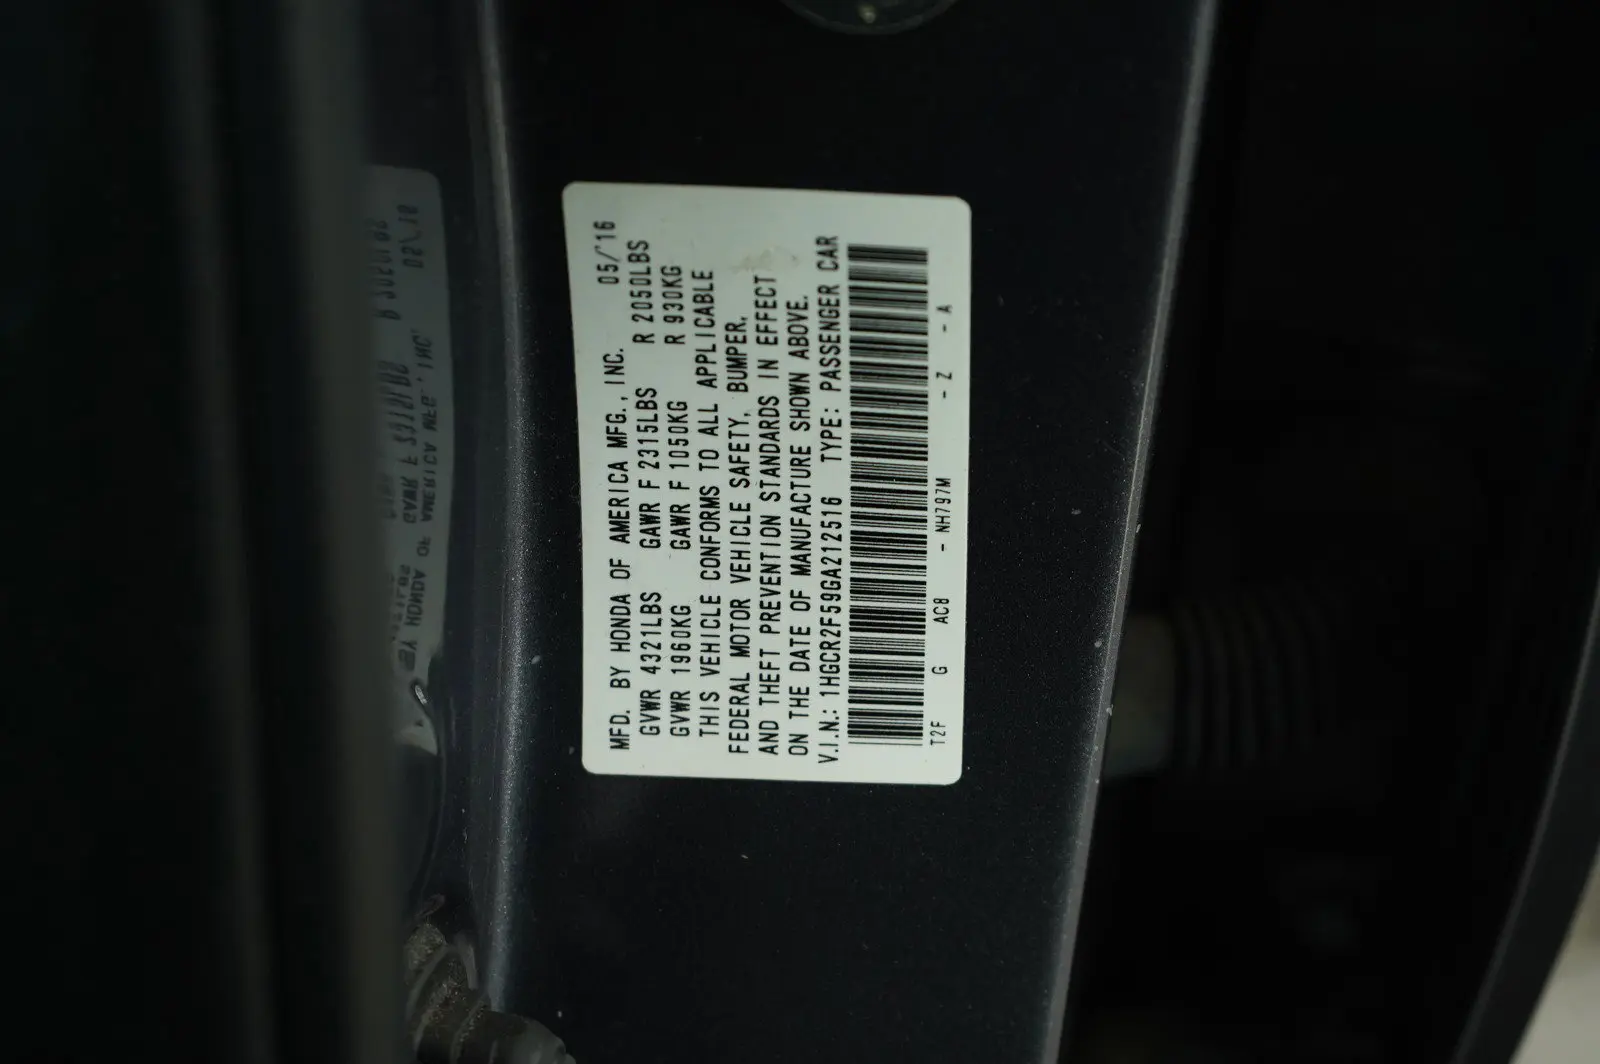 MFD. BY HONDA OF AMERICA MFG., INC. 05/'16
GVWR 4321LBS GAWR F 2315LBS R 2050LBS
GVWR 1960KG GAWR F 1050KG R 930KG
THIS VEHICLE CONFORMS TO ALL APPLICABLE
FEDERAL MOTOR VEHICLE SAFETY, BUMPER,
AND THEFT PREVENTION STANDARDS IN EFFECT
ON THE DATE OF MANUFACTURE SHOWN ABOVE.
V.I.N.: 1HGCR2F59GA212516 TYPE: PASSENGER CAR
T2F G AC8 - NH797M - Z - A